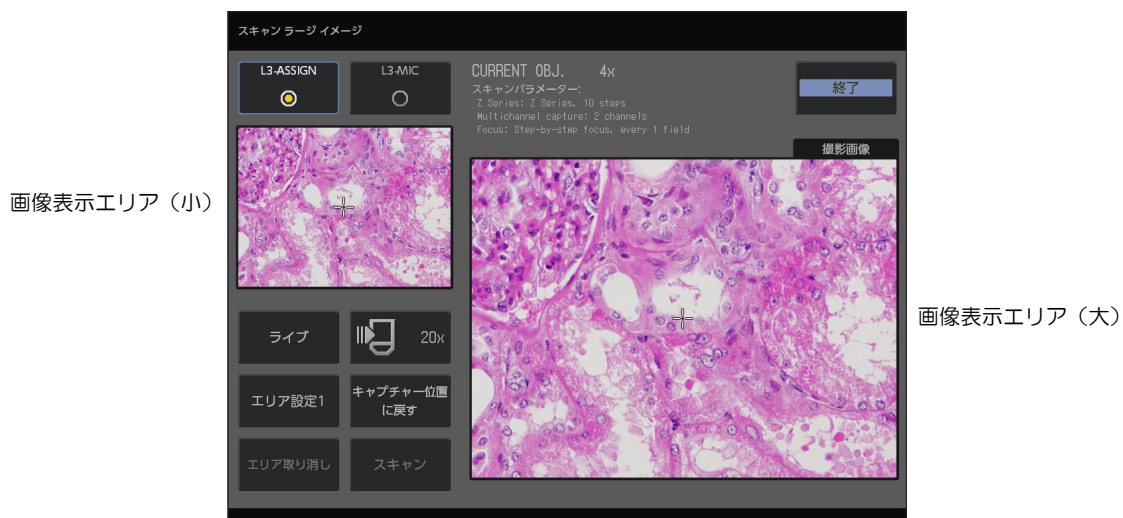 スキャン ラージ イメージ
L3-ASSIGN
L3-MIC
CURRENT OBJ. 4x
スキャンパラメーター:
Z Series: Z Series, 10 steps
Multichannel capture: 2 channels
Focus: Step-by-step focus, every 1 field
終了
撮影画像
画像表示エリア（小）
画像表示エリア（大）
ライブ
20x
エリア設定1
キャプチャー位置
に戻す
エリア取り消し
スキャン